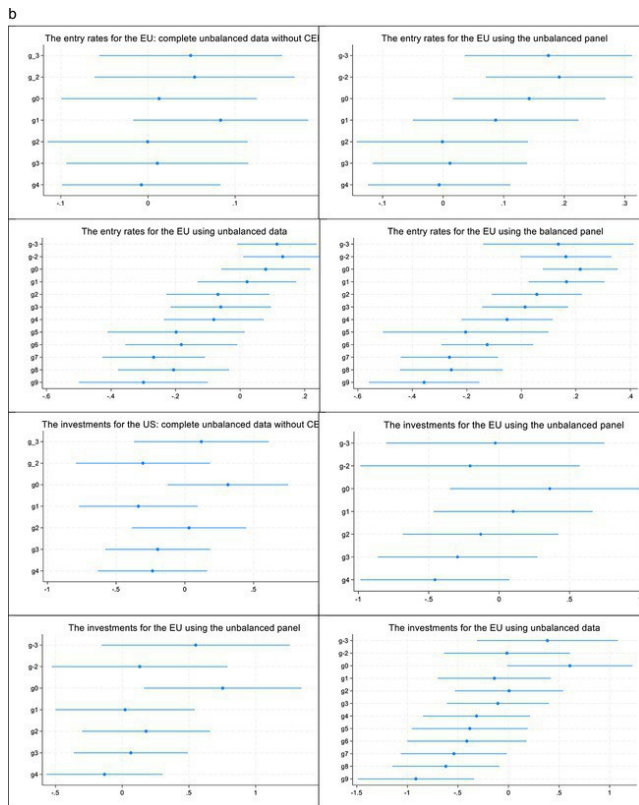 b
The entry rates for the EU: complete unbalanced data without CE
The entry rates for the EU using the unbalanced panel
g_3
g_2
g0
g1
g2
g3
g4
-.1
0
.1
g-3
g-2
g0
g1
g2
g3
g4
-.1
0
.1
.2
.3
The entry rates for the EU using unbalanced data
The entry rates for the EU using the balanced panel
g-3
g-2
g0
g1
g2
g3
g4
g5
g6
g7
g8
g9
-.6
-.4
-.2
0
.2
g-3
g-2
g0
g1
g2
g3
g4
g5
g6
g7
g8
g9
-.6
-.4
-.2
0
.2
.4
The investments for the US: complete unbalanced data without CE
The investments for the EU using the unbalanced panel
g_3
g_2
g0
g1
g2
g3
g4
-1
-.5
0
.5
g-3
g-2
g0
g1
g2
g3
g4
-1
-.5
0
.5
1
The investments for the EU using the unbalanced panel
The investments for the EU using unbalanced data
g-3
g-2
g0
g1
g2
g3
g4
-.5
0
.5
1
g-3
g-2
g0
g1
g2
g3
g4
g5
g6
g7
g8
g9
-1.5
-1
-.5
0
.5
1